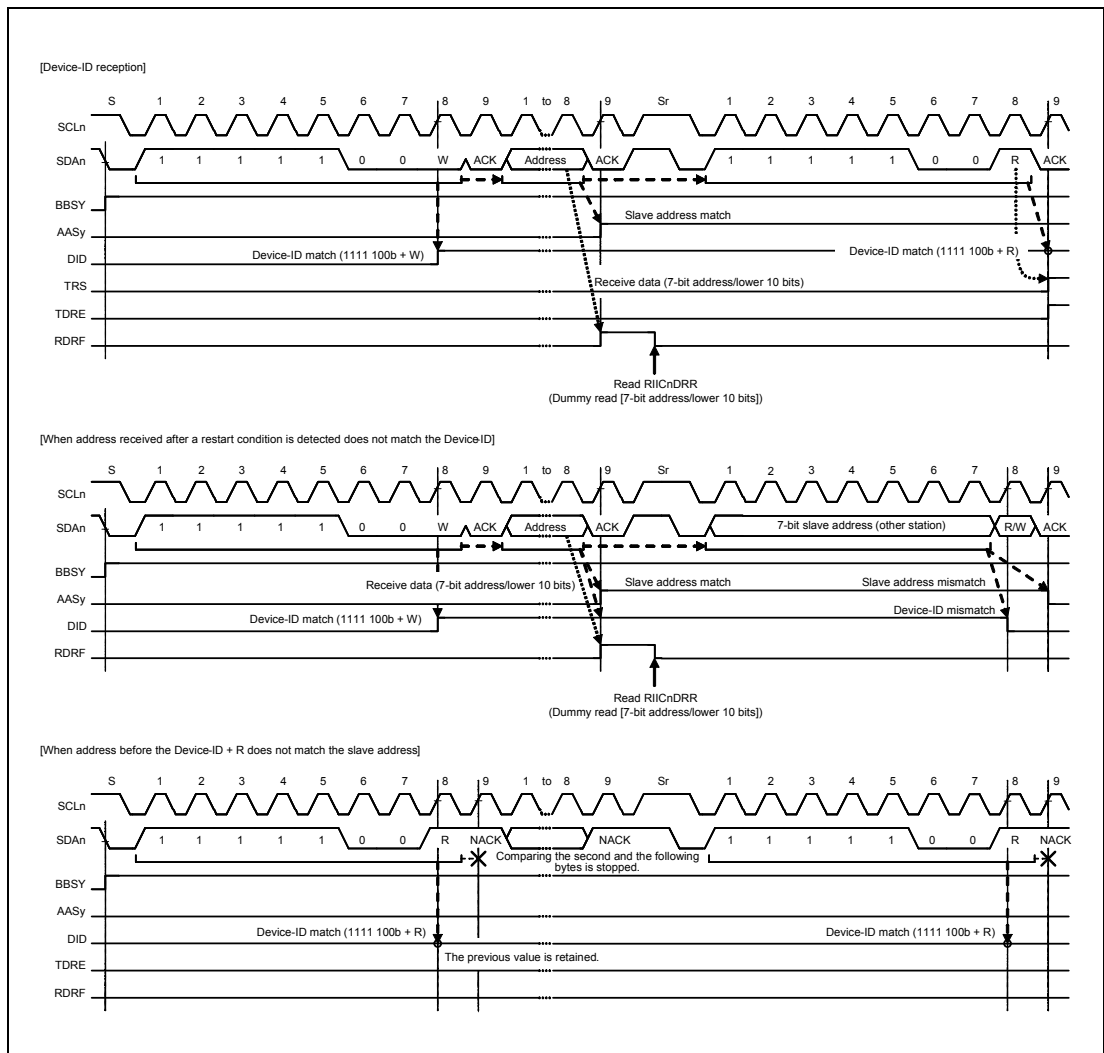 [Device-ID reception]
S 1 2 3 4 5 6 7 8 9 1 to 8 9 Sr 1 2 3 4 5 6 7 8 9
SCLn
SDAn 1 1 1 1 1 0 0 W ACK Address ACK 1 1 1 1 1 0 0 R ACK
BBSY
Slave address match
AASy
Device-ID match (1111 100b + W) Device-ID match (1111 100b + R)
DID
Receive data (7-bit address/lower 10 bits)
TRS
TDRE
RDRF
Read RIICnDRR
(Dummy read [7-bit address/lower 10 bits])
[When address received after a restart condition is detected does not match the Device-ID]
S 1 2 3 4 5 6 7 8 9 1 to 8 9 Sr 1 2 3 4 5 6 7 8 9
SCLn
SDAn 1 1 1 1 1 0 0 W ACK Address ACK 7-bit slave address (other station) R/W ACK
BBSY
Receive data (7-bit address/lower 10 bits) Slave address match Slave address mismatch
AASy
Device-ID match (1111 100b + W) Device-ID mismatch
DID
RDRF
Read RIICnDRR
(Dummy read [7-bit address/lower 10 bits])
[When address before the Device-ID + R does not match the slave address]
S 1 2 3 4 5 6 7 8 9 1 to 8 9 Sr 1 2 3 4 5 6 7 8 9
SCLn
SDAn 1 1 1 1 1 0 0 R NACK NACK 1 1 1 1 1 0 0 R NACK
Comparing the second and the following
bytes is stopped.
BBSY
AASy
Device-ID match (1111 100b + R) Device-ID match (1111 100b + R)
DID
The previous value is retained.
TDRE
RDRF